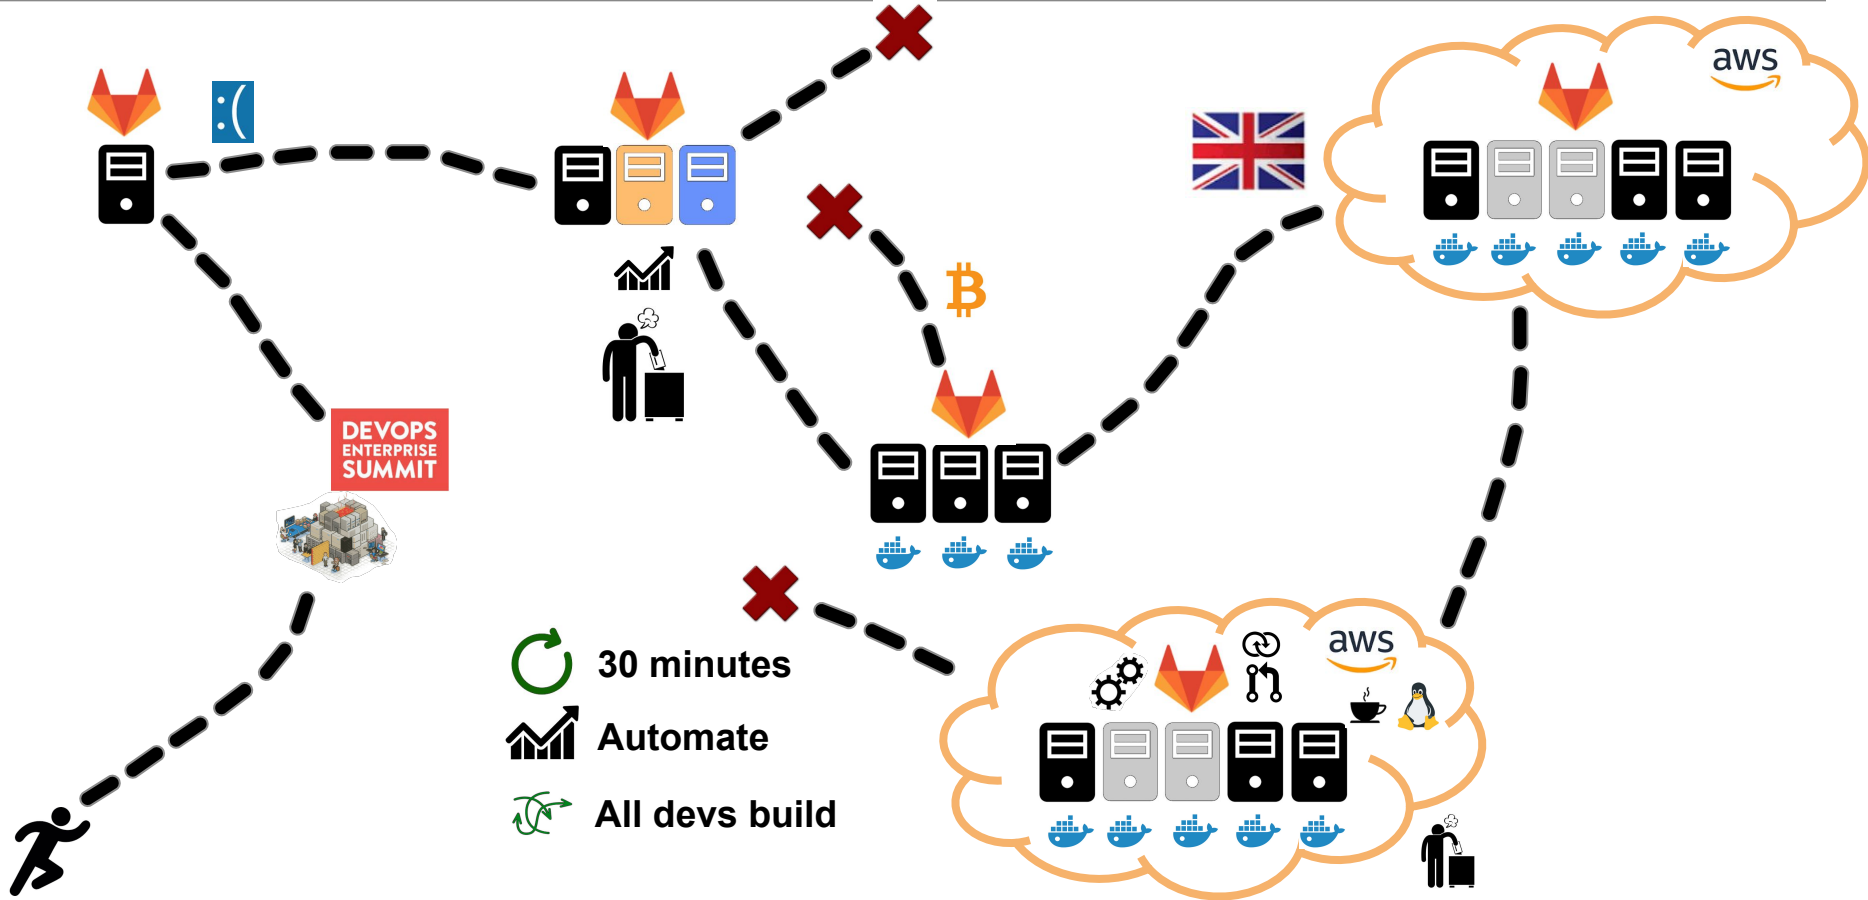 aws
:(
DEVOPS
ENTERPRISE
SUMMIT
aws
30 minutes
Automate
All devs build